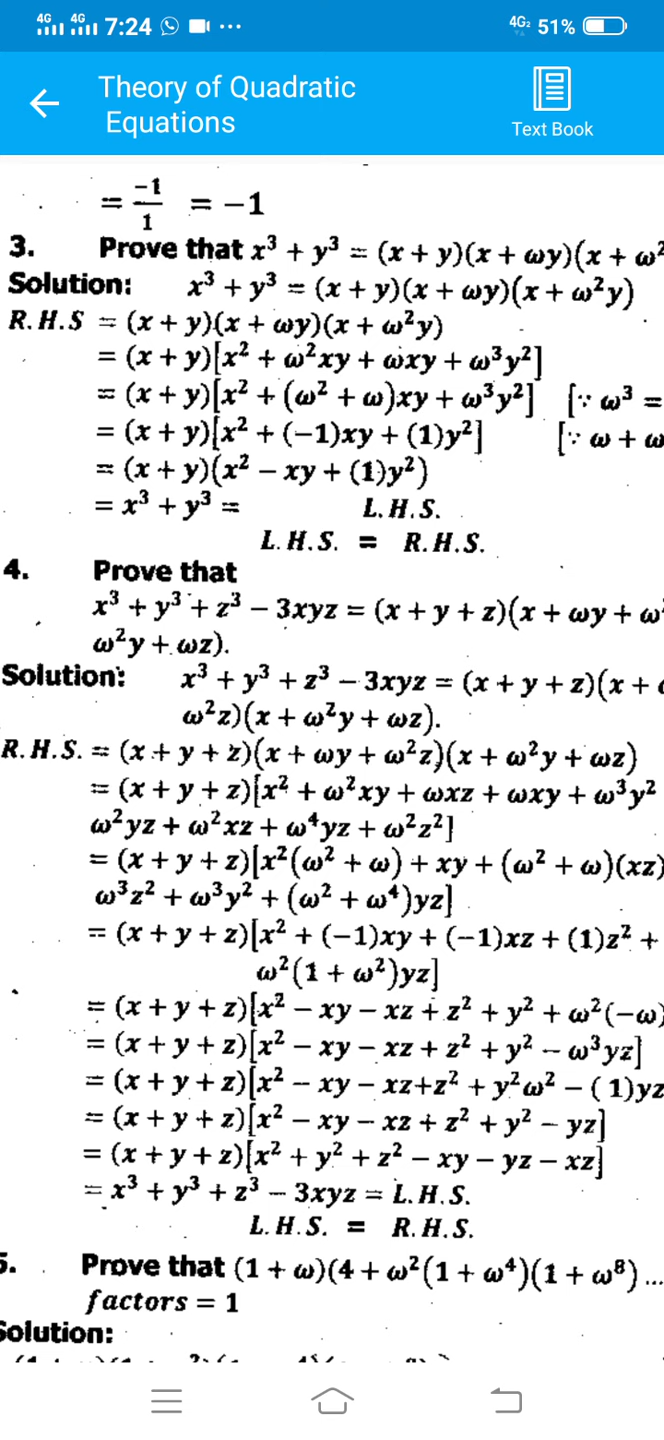 4G 4G 7:24 ... 4G2 51%
Theory of Quadratic
Equations
Text Book
= -1/1 = -1
3. Prove that x³ + y³ = (x + y)(x + ωy)(x + ω²
Solution: x³ + y³ = (x + y)(x + ωy)(x + ω²y)
R.H.S = (x + y)(x + ωy)(x + ω²y)
= (x + y)[x² + ω²xy + ωxy + ω³y²]
= (x + y)[x² + (ω² + ω)xy + ω³y²] [∵ ω³ =
= (x + y)[x² + (−1)xy + (1)y²] [∵ ω + ω
= (x + y)(x² − xy + (1)y²)
= x³ + y³ = L.H.S.
L.H.S. = R.H.S.
4. Prove that
x³ + y³ + z³ − 3xyz = (x + y + z)(x + ωy + ω²
ω²y + ωz).
Solution: x³ + y³ + z³ − 3xyz = (x + y + z)(x +
ω²z)(x + ω²y + ωz).
R.H.S. = (x + y + z)(x + ωy + ω²z)(x + ω²y + ωz)
= (x + y + z)[x² + ω²xy + ωxz + ωxy + ω³y²
ω²yz + ω²xz + ω⁴yz + ω²z²]
= (x + y + z)[x²(ω² + ω) + xy + (ω² + ω)(xz)
ω³z² + ω³y² + (ω² + ω⁴)yz]
= (x + y + z)[x² + (−1)xy + (−1)xz + (1)z² +
ω²(1 + ω²)yz]
= (x + y + z)[x² − xy − xz + z² + y² + ω²(−ω)
= (x + y + z)[x² − xy − xz + z² + y² − ω³yz]
= (x + y + z)[x² − xy − xz+z² + y²ω² − (1)yz
= (x + y + z)[x² − xy − xz + z² + y² − yz]
= (x + y + z)[x² + y² + z² − xy − yz − xz]
= x³ + y³ + z³ − 3xyz = L.H.S.
L.H.S. = R.H.S.
5. Prove that (1 + ω)(4 + ω²(1 + ω⁴)(1 + ω⁸) ...
factors = 1
Solution: